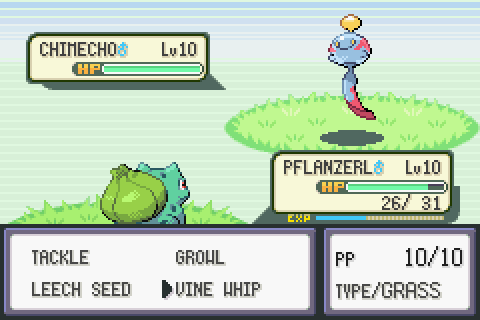 CHIMECHO♂ Lv10
HP
PFLANZERL♂ Lv10
HP
26/ 31
EXP
TACKLE GROWL
LEECH SEED ▶VINE WHIP
PP 10/10
TYPE/GRASS